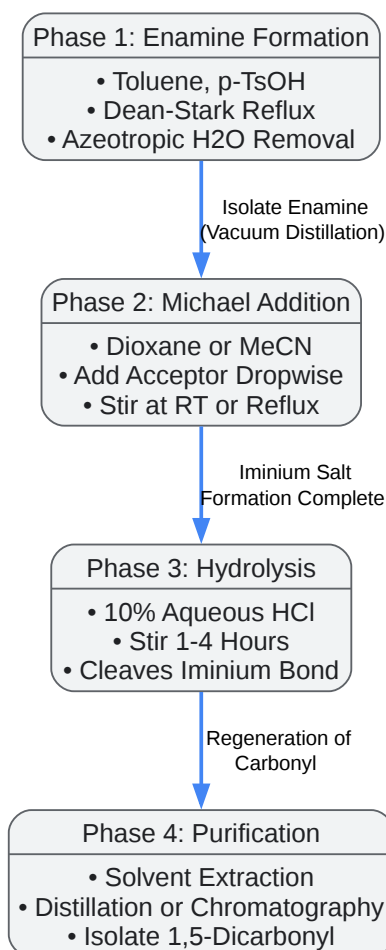 Phase 1: Enamine Formation
• Toluene, p-TsOH
• Dean-Stark Reflux
• Azeotropic H2O Removal
Isolate Enamine
(Vacuum Distillation)
Phase 2: Michael Addition
• Dioxane or MeCN
• Add Acceptor Dropwise
• Stir at RT or Reflux
Iminium Salt
Formation Complete
Phase 3: Hydrolysis
• 10% Aqueous HCl
• Stir 1-4 Hours
• Cleaves Iminium Bond
Regeneration of
Carbonyl
Phase 4: Purification
• Solvent Extraction
• Distillation or Chromatography
• Isolate 1,5-Dicarbonyl